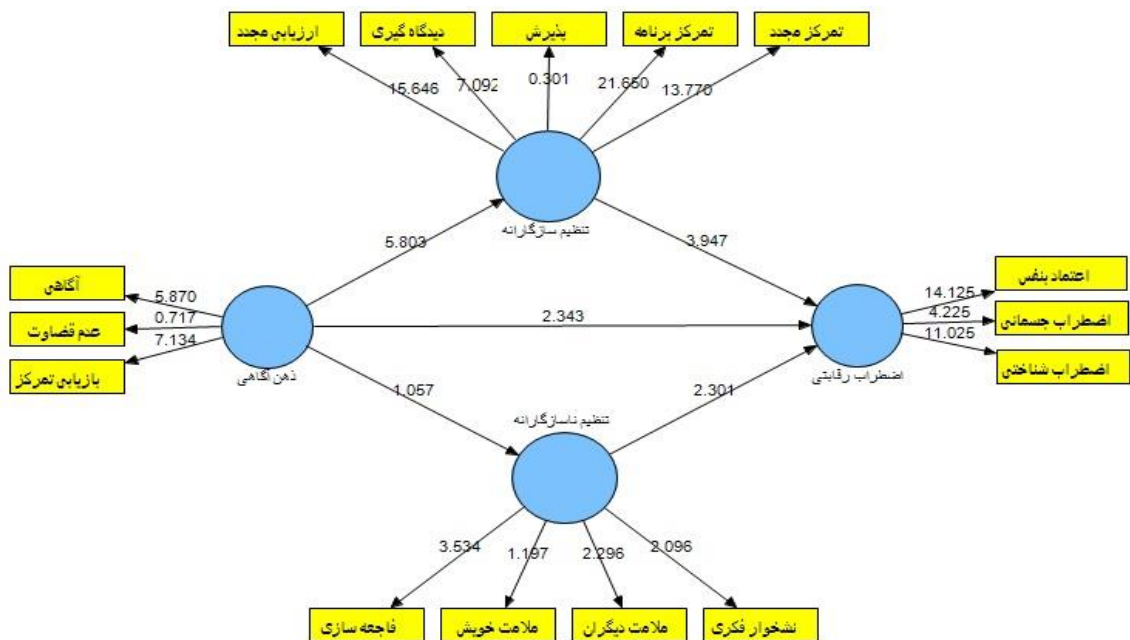 ارزیابی مجدد
دیدگاه گیری
پذیرش
تمرکز برنامه
تمرکز مجدد
15.646
7.092
0.301
21.650
13.770
تنظیم سازگارانه
5.803
3.947
آگاهی
عدم قضاوت
بازیابی تمرکز
5.870
0.717
7.134
ذهن آگاهی
2.343
اعتماد بنفس
اضطراب جسمانی
اضطراب شناختی
14.125
4.225
11.025
اضطراب رقابتی
1.057
2.301
تنظیم ناسازگارانه
3.534
1.197
2.296
2.096
فاجعه سازی
ملامت خویش
ملامت دیگران
نشخوار فکری